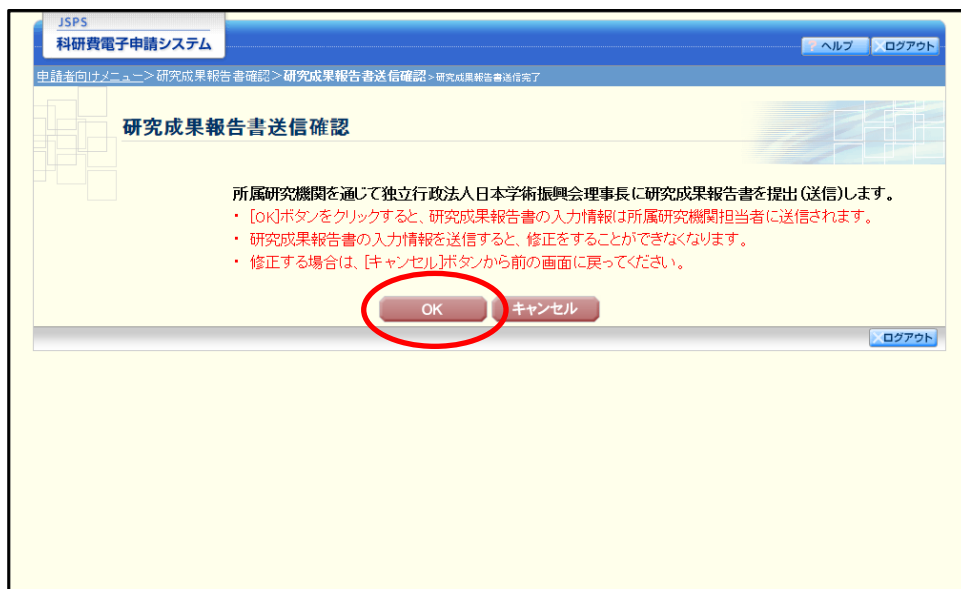 JSPS
科研費電子申請システム
? ヘルプ
×ログアウト
申請者向けメニュー>研究成果報告書確認>研究成果報告書送信確認>研究成果報告書送信完了
研究成果報告書送信確認
所属研究機関を通じて独立行政法人日本学術振興会理事長に研究成果報告書を提出(送信)します。
・ [OK]ボタンをクリックすると、研究成果報告書の入力情報は所属研究機関担当者に送信されます。
・ 研究成果報告書の入力情報を送信すると、修正をすることができなくなります。
・ 修正する場合は、[キャンセル]ボタンから前の画面に戻ってください。
OK
キャンセル
×ログアウト